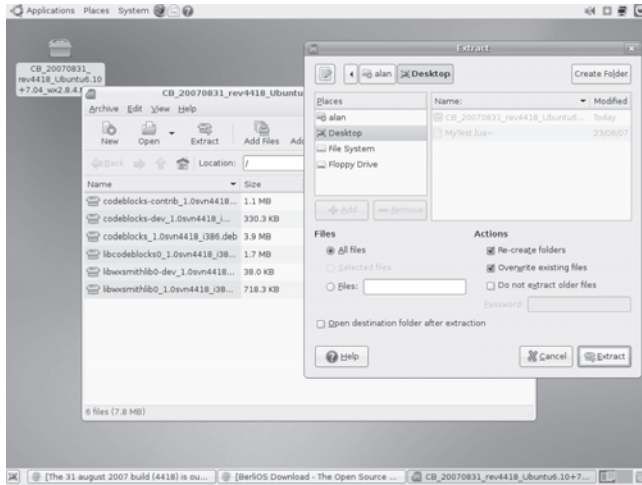 Applications Places System
CB_20070831_
rev4418_Ubuntu6.10
+7.04_wx2.8.4.t
CB_20070831_rev4418_Ubuntu
Archive Edit View Help
New Open Extract Add Files Add
Back Location: /
Name Size
codeblocks-contrib_1.0svn4418... 1.1 MB
codeblocks-dev_1.0svn4418_i... 330.3 KB
codeblocks_1.0svn4418_i386.deb 3.9 MB
libcodeblocks0_1.0svn4418_i38... 1.7 MB
libwxsmithlib0-dev_1.0svn4418... 38.0 KB
libwxsmithlib0_1.0svn4418_i38... 718.3 KB
6 files (7.8 MB)
Extract
alan Desktop Create Folder
Places
alan
Desktop
File System
Floppy Drive
Add Remove
Name: Modified
CB_20070831_rev4418_Ubuntu6... Today
MyTest.lua~ 23/08/07
Files
All files
Selected files
Files:
Actions
Re-create folders
Overwrite existing files
Do not extract older files
Password:
Open destination folder after extraction
Help Cancel Extract
[The 31 august 2007 build (4418) is ou... [BerliOS Download - The Open Source ... CB_20070831_rev4418_Ubuntu6.10+7...